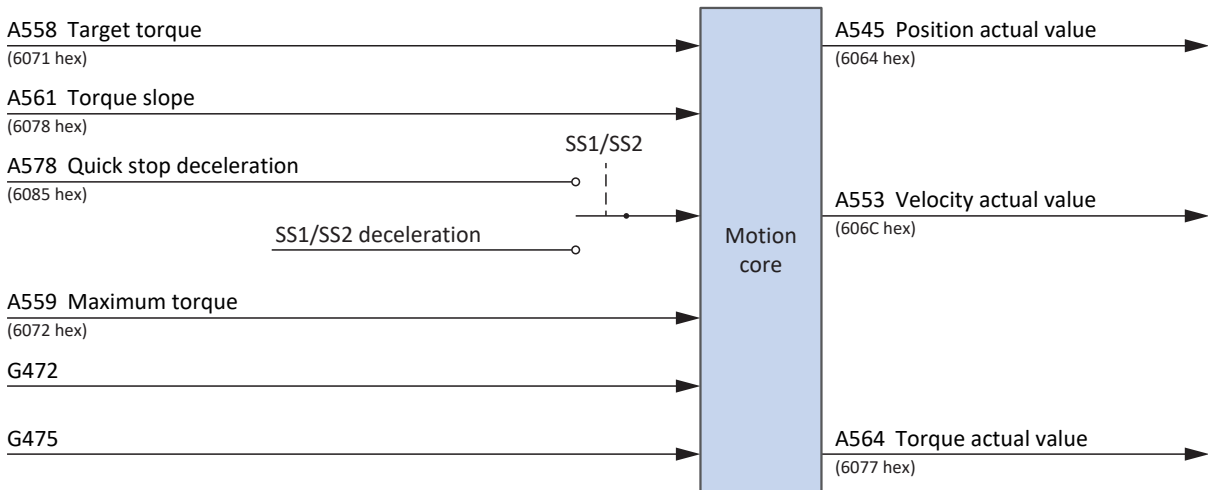 A558 Target torque
(6071 hex)
A561 Torque slope
(6078 hex)
SS1/SS2
A578 Quick stop deceleration
(6085 hex)
SS1/SS2 deceleration
A559 Maximum torque
(6072 hex)
G472
G475
Motion
core
A545 Position actual value
(6064 hex)
A553 Velocity actual value
(606C hex)
A564 Torque actual value
(6077 hex)